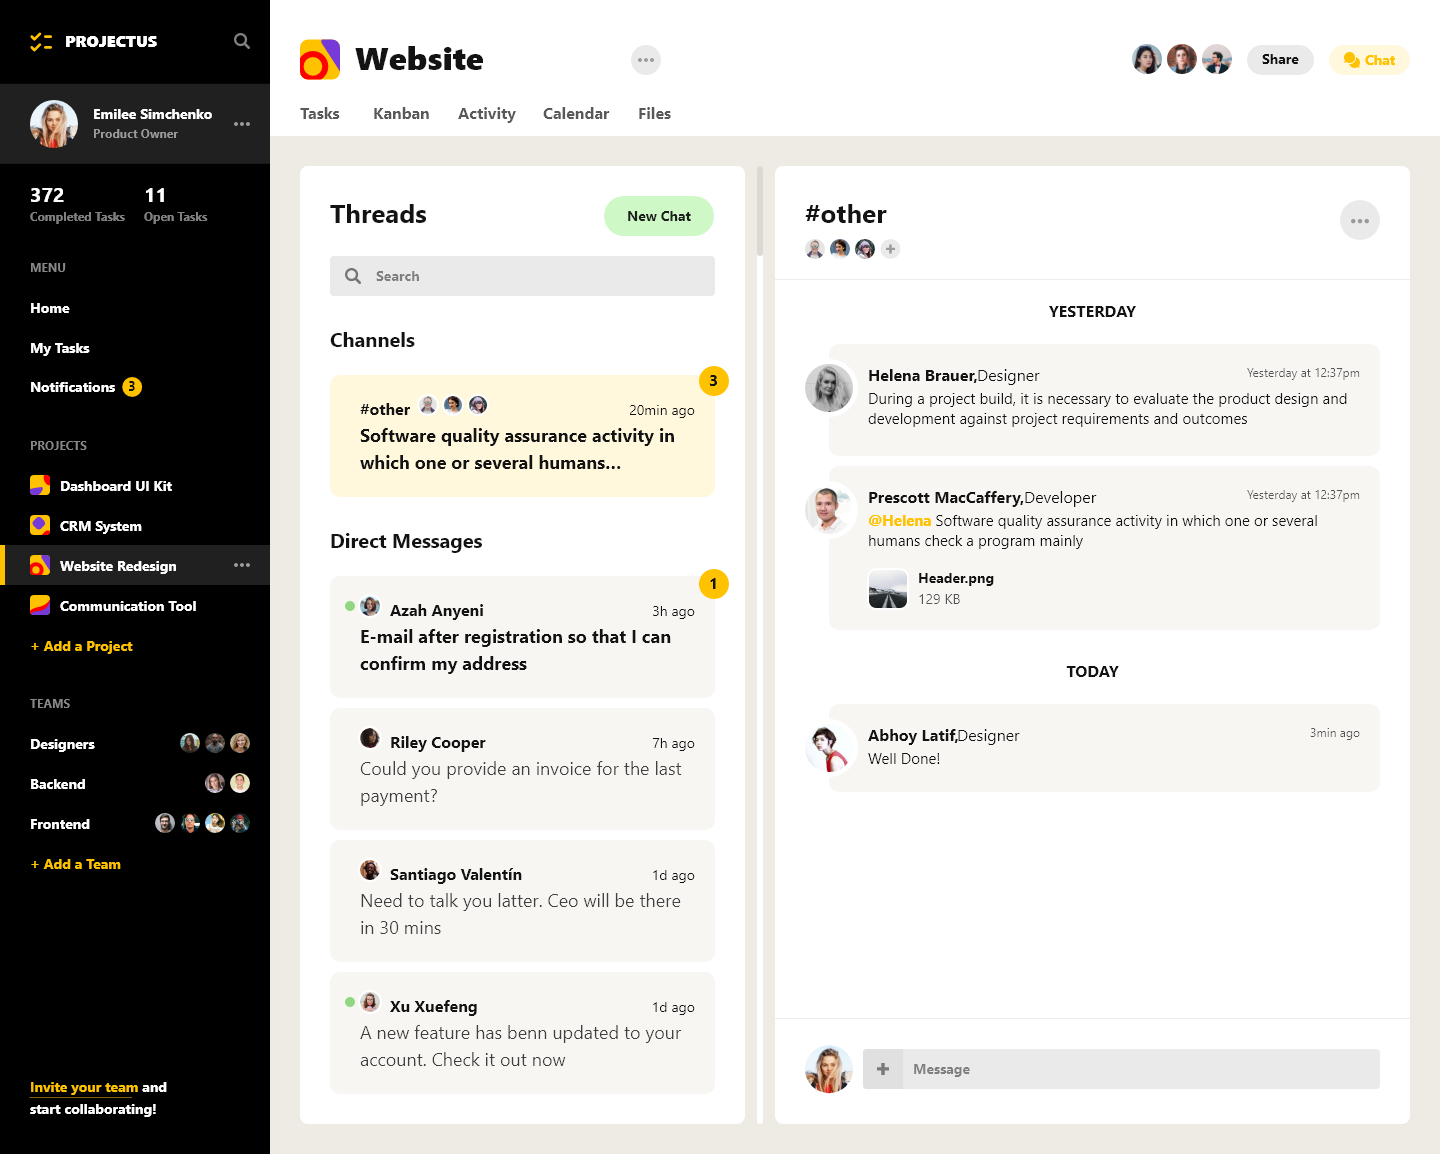 PROJECTUS
Emilee Simchenko
Product Owner
372
Completed Tasks
11
Open Tasks
MENU
Home
My Tasks
Notifications 3
PROJECTS
Dashboard UI Kit
CRM System
Website Redesign
Communication Tool
+ Add a Project
TEAMS
Designers
Backend
Frontend
+ Add a Team
Invite your team and
start collaborating!
Website
Share
Chat
Tasks
Kanban
Activity
Calendar
Files
Threads
New Chat
Search
Channels
3
#other
20min ago
Software quality assurance activity in
which one or several humans...
Direct Messages
1
Azah Anyeni
3h ago
E-mail after registration so that I can
confirm my address
Riley Cooper
7h ago
Could you provide an invoice for the last
payment?
Santiago Valentín
1d ago
Need to talk you latter. Ceo will be there
in 30 mins
Xu Xuefeng
1d ago
A new feature has benn updated to your
account. Check it out now
#other
YESTERDAY
Helena Brauer,Designer
Yesterday at 12:37pm
During a project build, it is necessary to evaluate the product design and
development against project requirements and outcomes
Prescott MacCaffery,Developer
Yesterday at 12:37pm
@Helena Software quality assurance activity in which one or several
humans check a program mainly
Header.png
129 KB
TODAY
Abhoy Latif,Designer
3min ago
Well Done!
Message